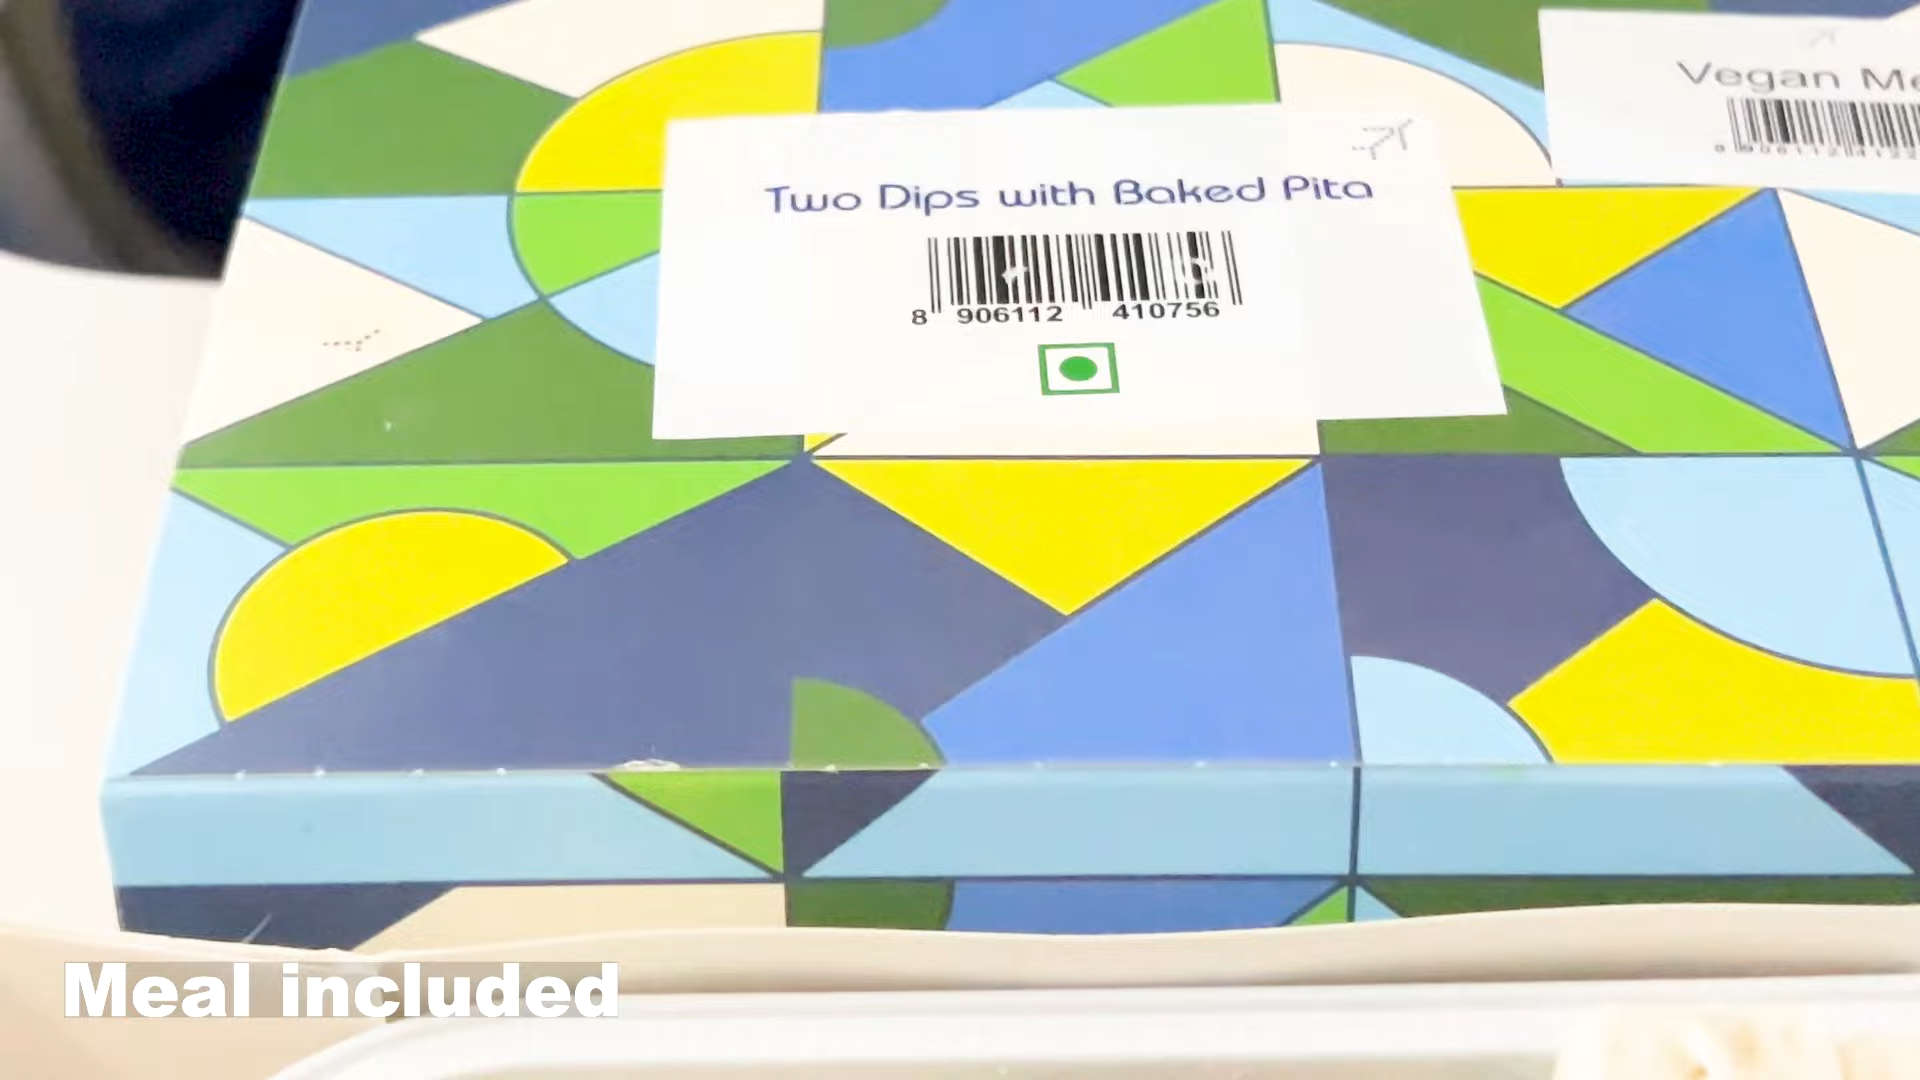 Vegan Me
Two Dips with Baked Pita
8 906112 410756
Meal included